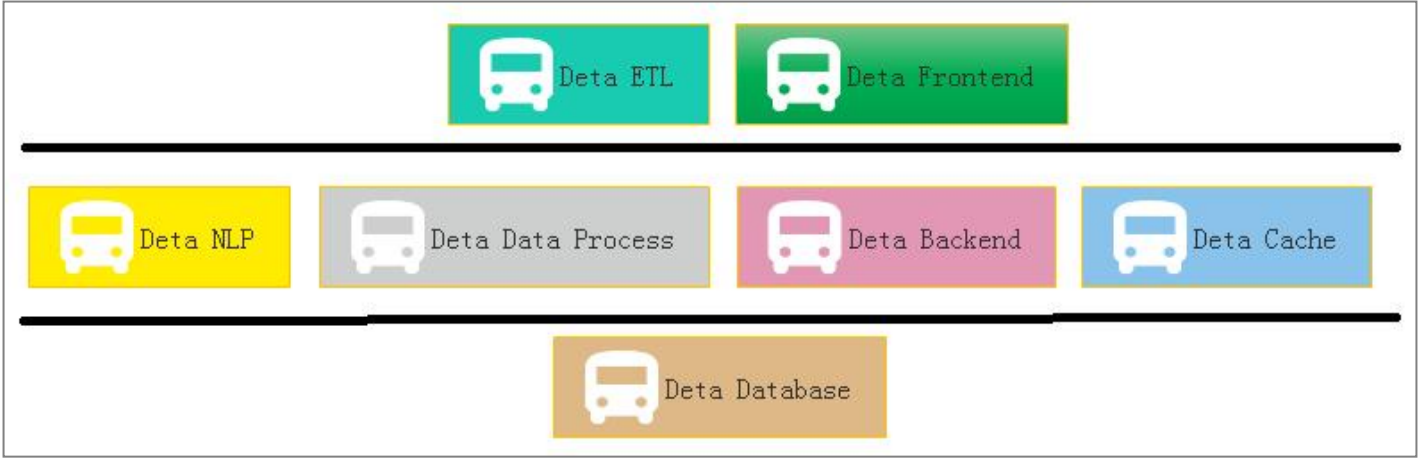 Deta ETL
Deta Frontend
Deta NLP
Deta Data Process
Deta Backend
Deta Cache
Deta Database